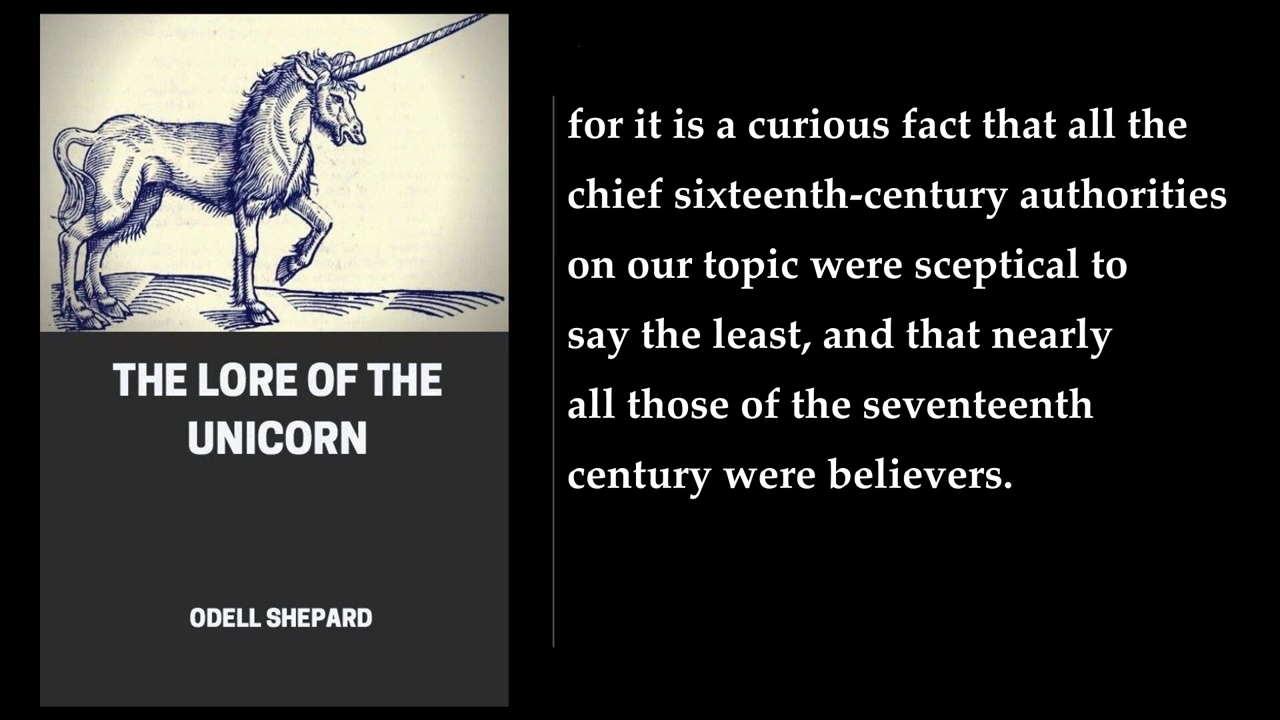 THE LORE OF THE
UNICORN
ODELL SHEPARD
for it is a curious fact that all the
chief sixteenth-century authorities
on our topic were sceptical to
say the least, and that nearly
all those of the seventeenth
century were believers.